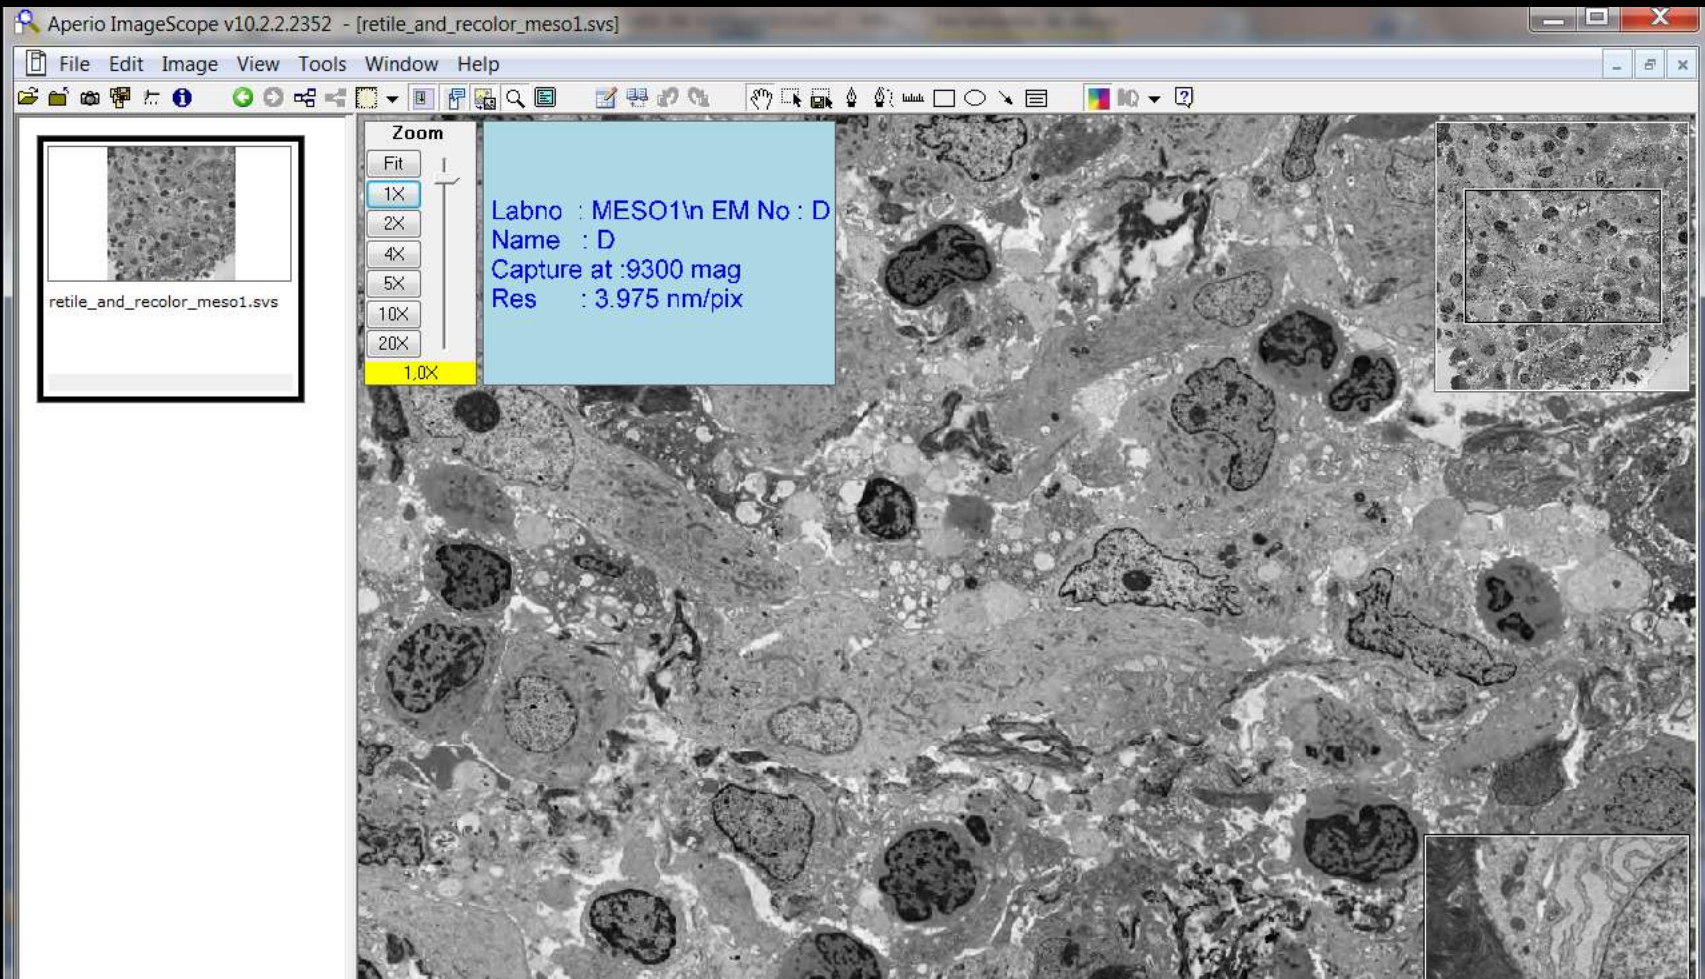 Aperio ImageScope v10.2.2.2352 - [retile_and_recolor_meso1.svs]
File Edit Image View Tools Window Help
retile_and_recolor_meso1.svs
Zoom
Fit
1X
2X
4X
5X
10X
20X
1,0X
Labno : MESO1\n EM No : D
Name : D
Capture at :9300 mag
Res : 3.975 nm/pix